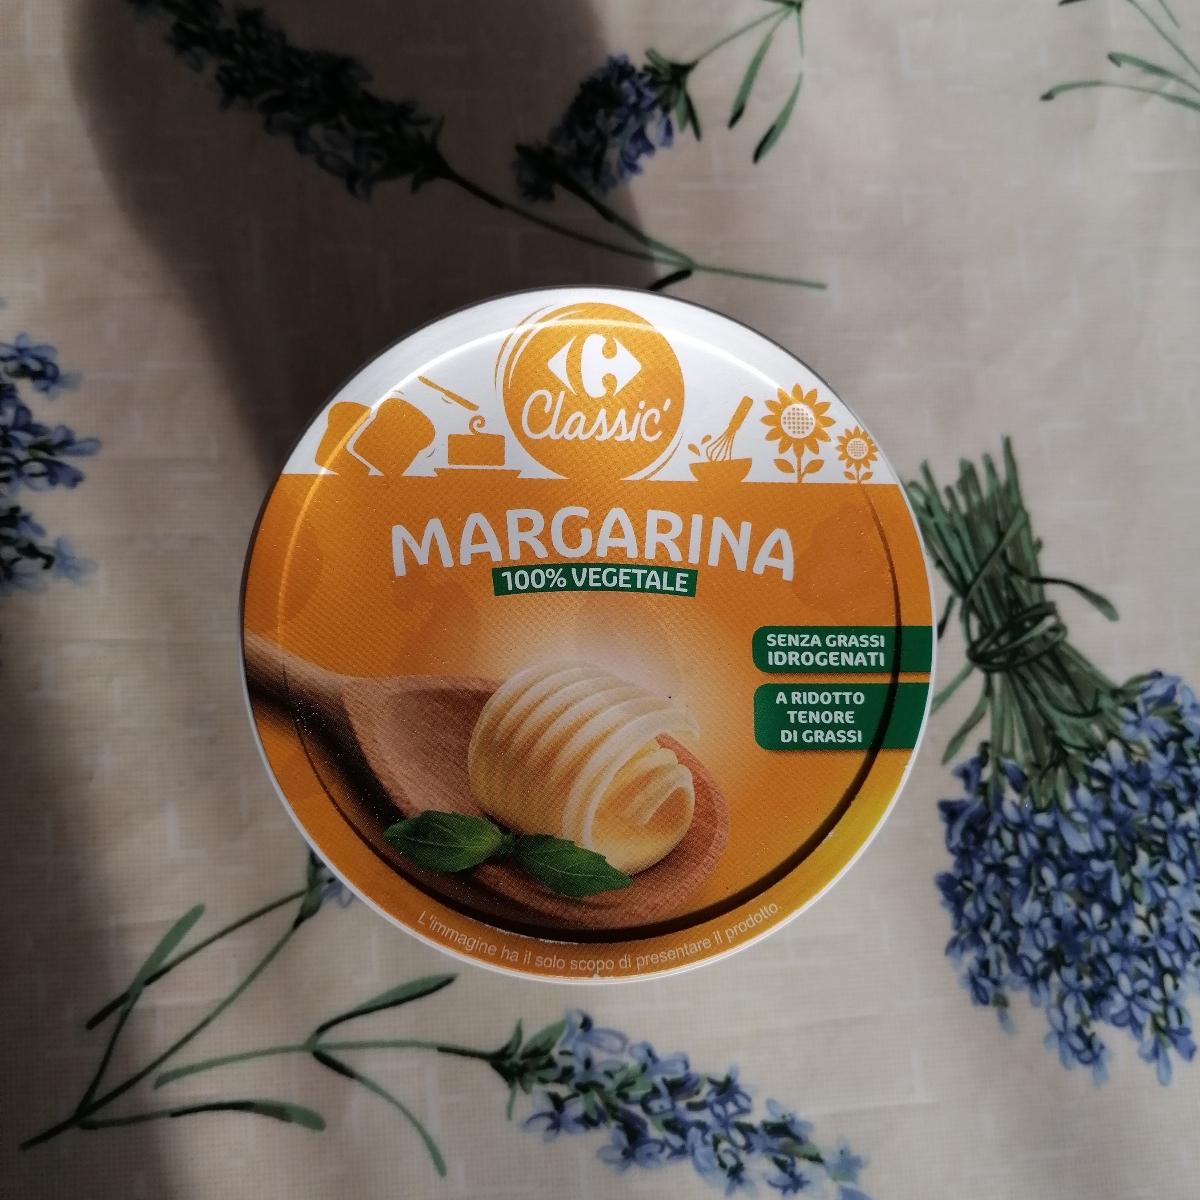 Classic'
MARGARINA
100% VEGETALE
SENZA GRASSI
IDROGENATI
A RIDOTTO
TENORE
DI GRASSI
L'immagine ha il solo scopo di presentare il prodotto.